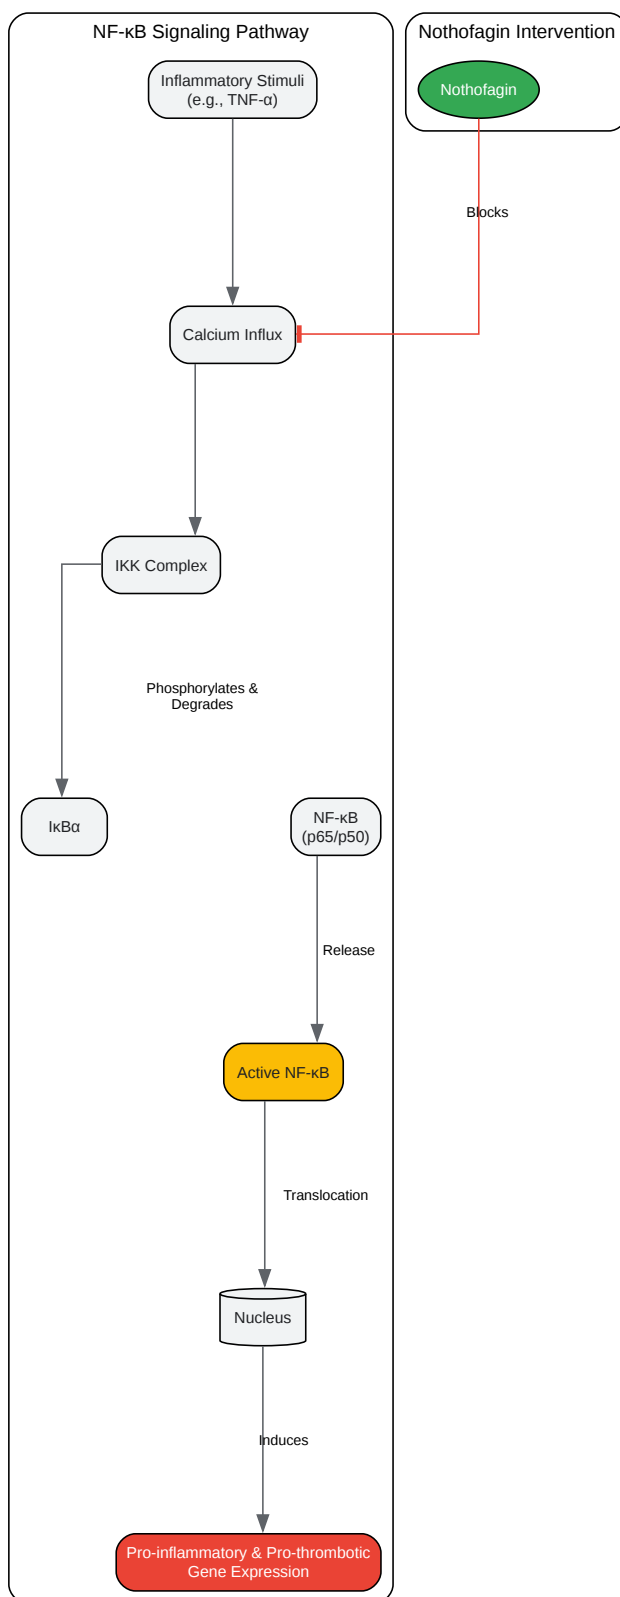 NF-κB Signaling Pathway
Nothofagin Intervention
Inflammatory Stimuli
(e.g., TNF-α)
Nothofagin
Blocks
Calcium Influx
IKK Complex
Phosphorylates &
Degrades
IκBα
NF-κB
(p65/p50)
Release
Active NF-κB
Translocation
Nucleus
Induces
Pro-inflammatory & Pro-thrombotic
Gene Expression